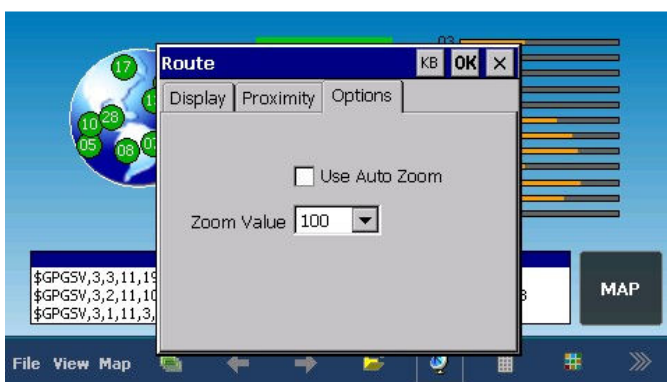 03
17
Route KB OK ×
Display Proximity Options
10 28
05 08
Use Auto Zoom
Zoom Value 100
$GPGSV,3,3,11,19
$GPGSV,3,2,11,10
$GPGSV,3,1,11,3,
MAP
File View Map